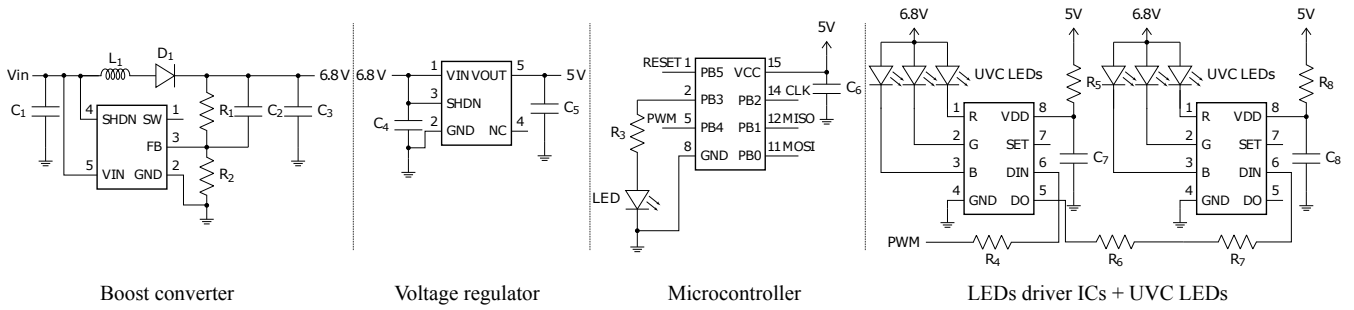 L1 D1
Vin 6.8V
C1 R1 C2 C3
4 1
SHDN SW
3
FB
5 2
VIN GND
R2
Boost converter
6.8V 1 VIN VOUT 5 5V
3 SHDN
C4 C5
2 GND NC 4
Voltage regulator
5V
RESET 1 PB5 VCC 15
C6
2 PB3 PB2 14 CLK
R3
PWM 5 PB4 PB1 12 MISO
8 GND PB0 11 MOSI
LED
Microcontroller
6.8V 5V 6.8V 5V
UVC LEDs R5 UVC LEDs R8
1 R VDD 8 1 R VDD 8
2 G SET 7 2 G SET 7
C7 C8
3 B DIN 6 3 B DIN 6
4 GND DO 5 4 GND DO 5
PWM
R4 R6 R7
LEDs driver ICs + UVC LEDs